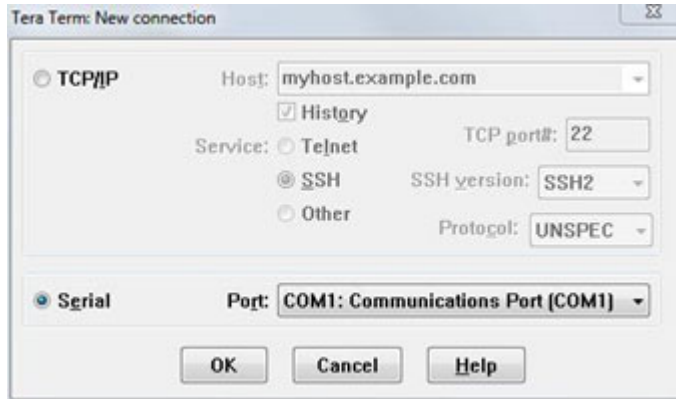 Tera Term: New connection
TCP/IP
Host: myhost.example.com
History
Service: Telnet TCP port#: 22
SSH SSH version: SSH2
Other Protocol: UNSPEC
Serial Port: COM1: Communications Port (COM1)
OK Cancel Help